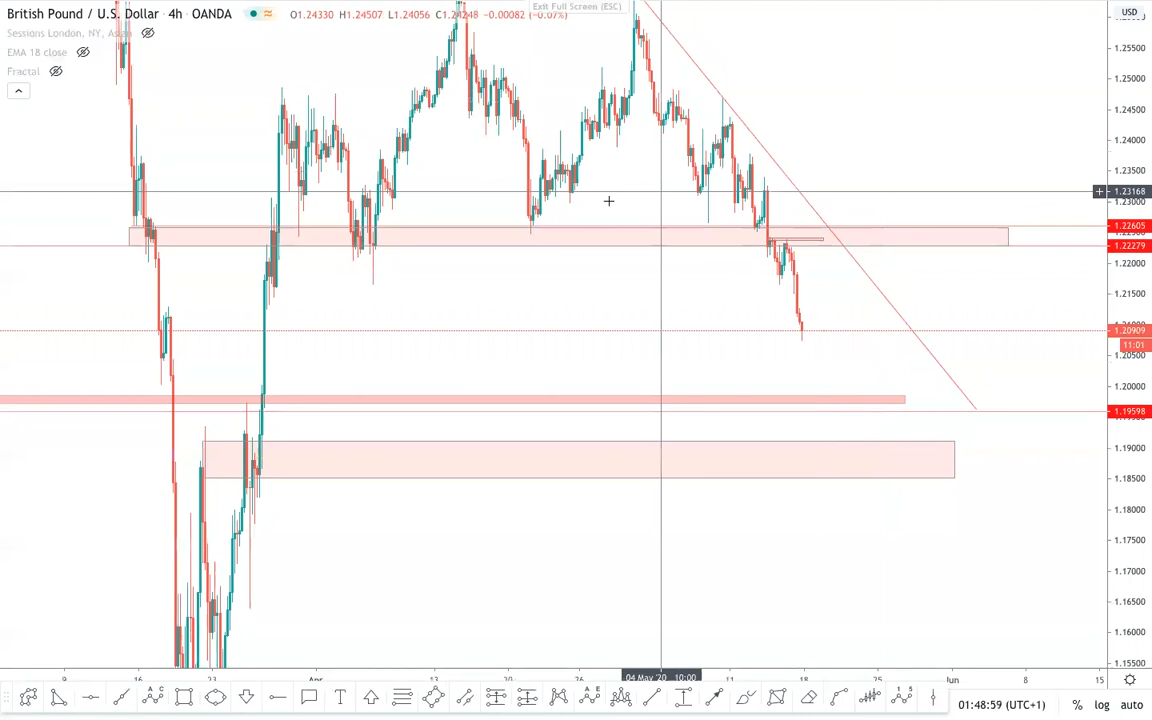 British Pound / U.S. Dollar · 4h · OANDA
O1.24330 H1.24507 L1.24056 C1.24248 −0.00082 (−0.07%)
Exit Full Screen (ESC)
USD
Sessions London, NY, Asian
EMA 18 close
Fractal
1.25500
1.25000
1.24500
1.24000
1.23500
1.23168
1.23000
1.22605
1.22279
1.22000
1.21500
1.20909
11:01
1.20500
1.20000
1.19598
1.19000
1.18500
1.18000
1.17500
1.17000
1.16500
1.16000
1.15500
9 16 23 Apr 13 20 26 04 May '20 10:00 11 18 25 Jun 8 15
01:48:59 (UTC+1) % log auto